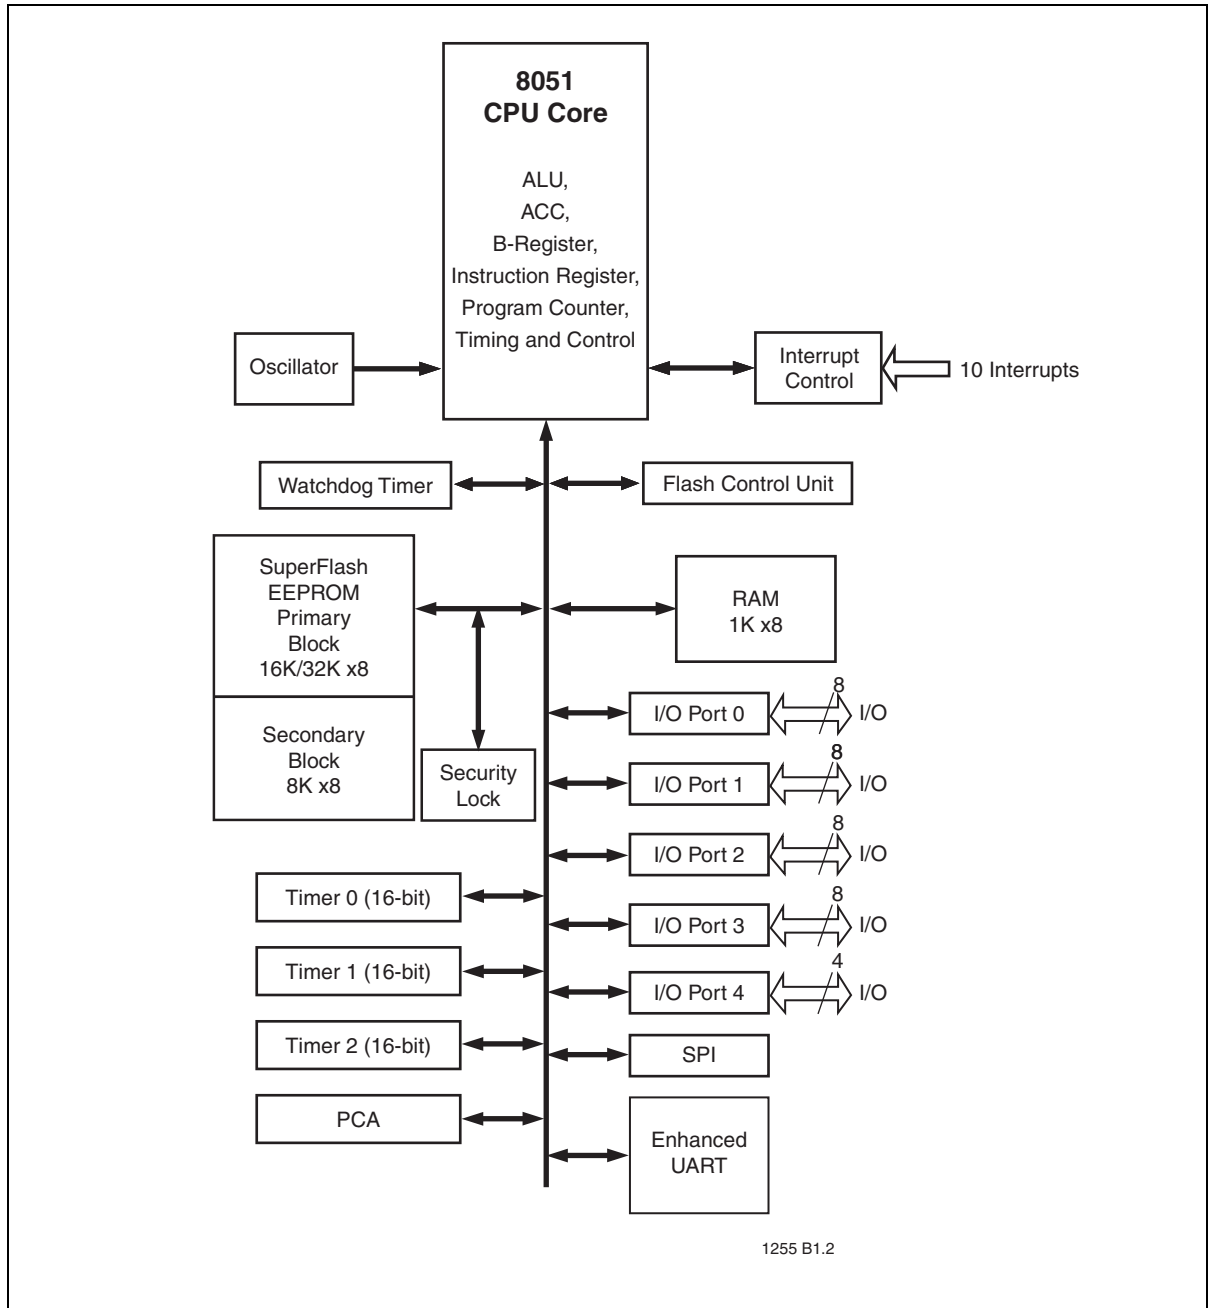 8051
CPU Core
ALU,
ACC,
B-Register,
Instruction Register,
Program Counter,
Timing and Control
Oscillator
Interrupt
Control
10 Interrupts
Watchdog Timer
Flash Control Unit
SuperFlash
EEPROM
Primary
Block
16K/32K x8
RAM
1K x8
Secondary
Block
8K x8
Security
Lock
8
I/O Port 0
I/O
8
I/O Port 1
I/O
8
I/O Port 2
I/O
8
I/O Port 3
I/O
4
I/O Port 4
I/O
Timer 0 (16-bit)
Timer 1 (16-bit)
Timer 2 (16-bit)
PCA
SPI
Enhanced
UART
1255 B1.2